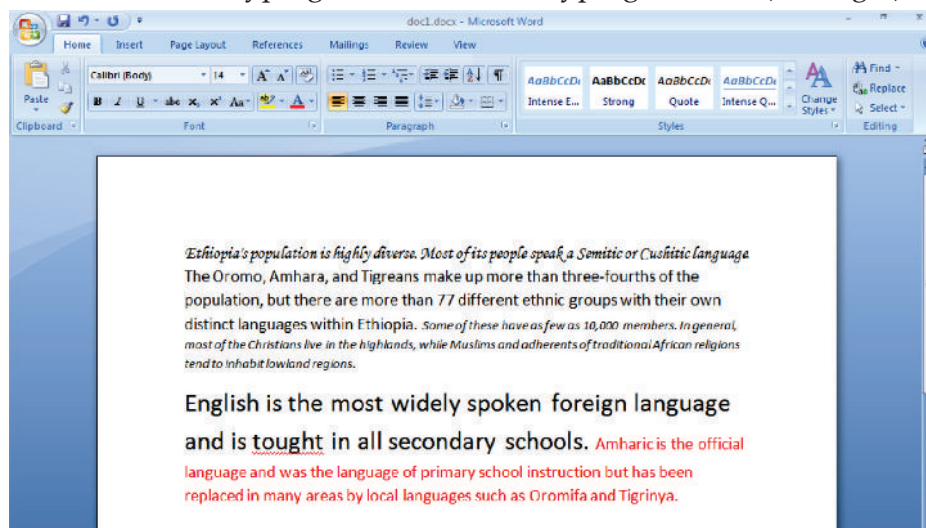 doc1.docx - Microsoft Word
Home Insert Page Layout References Mailings Review View
Calibri (Body) 14
Find
Replace
Select
Paste
B I U abc x₂ x² Aa
AaBbCcDc AaBbCcDc AaBbCcDc AaBbCcDc
Intense E... Strong Quote Intense Q...
Change Styles
Clipboard Font Paragraph Styles Editing
Ethiopia's population is highly diverse. Most of its people speak a Semitic or Cushitic language
The Oromo, Amhara, and Tigreans make up more than three-fourths of the
population, but there are more than 77 different ethnic groups with their own
distinct languages within Ethiopia. Some of these have as few as 10,000 members. In general,
most of the Christians live in the highlands, while Muslims and adherents of traditional African religions
tend to inhabit lowland regions.
English is the most widely spoken foreign language
and is tought in all secondary schools. Amharic is the official
language and was the language of primary school instruction but has been
replaced in many areas by local languages such as Oromifa and Tigrinya.